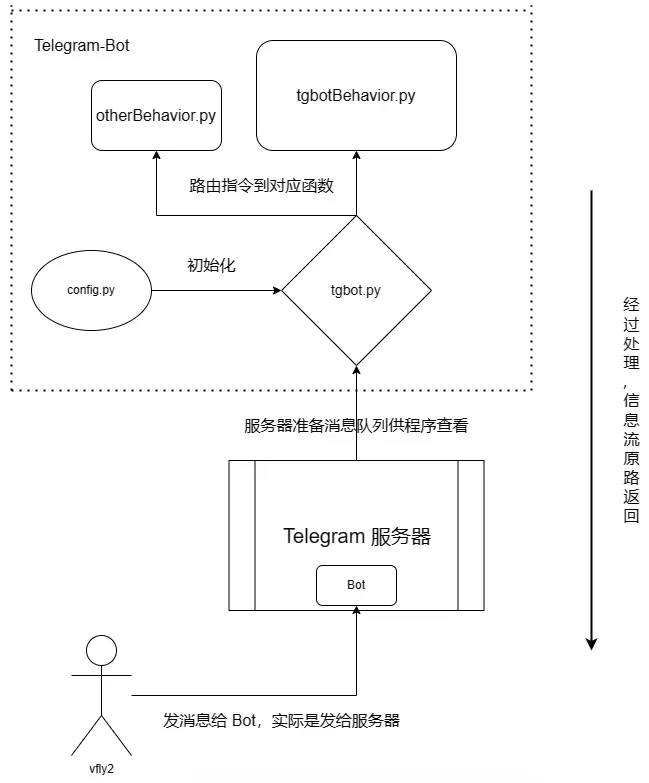 Telegram-Bot
tgbotBehavior.py
otherBehavior.py
路由指令到对应函数
初始化
config.py
tgbot.py
经过处理,信息流原路返回
服务器准备消息队列供程序查看
Telegram 服务器
Bot
发消息给 Bot，实际是发给服务器
vfly2